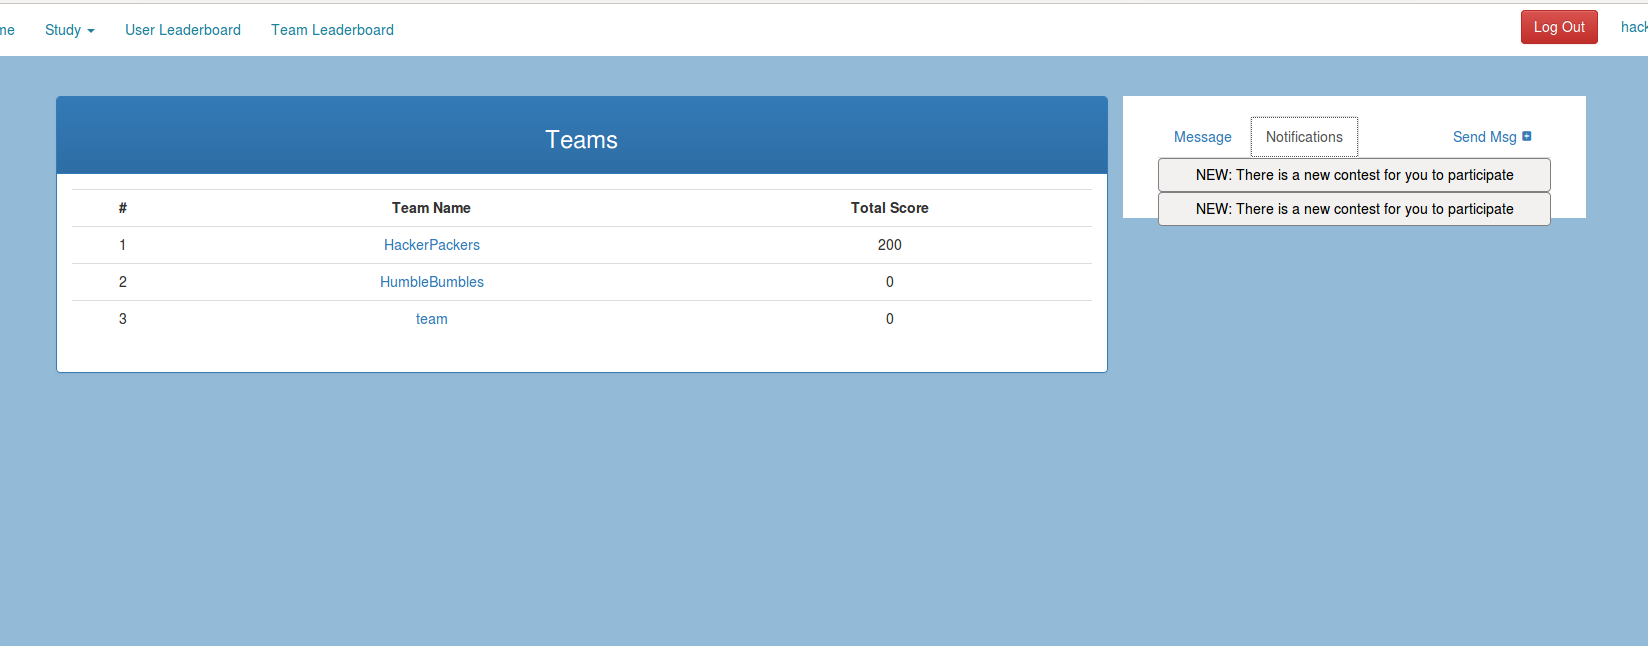 me Study User Leaderboard Team Leaderboard Log Out hack
Teams
# Team Name Total Score
1 HackerPackers 200
2 HumbleBumbles 0
3 team 0
Message Notifications Send Msg
NEW: There is a new contest for you to participate
NEW: There is a new contest for you to participate